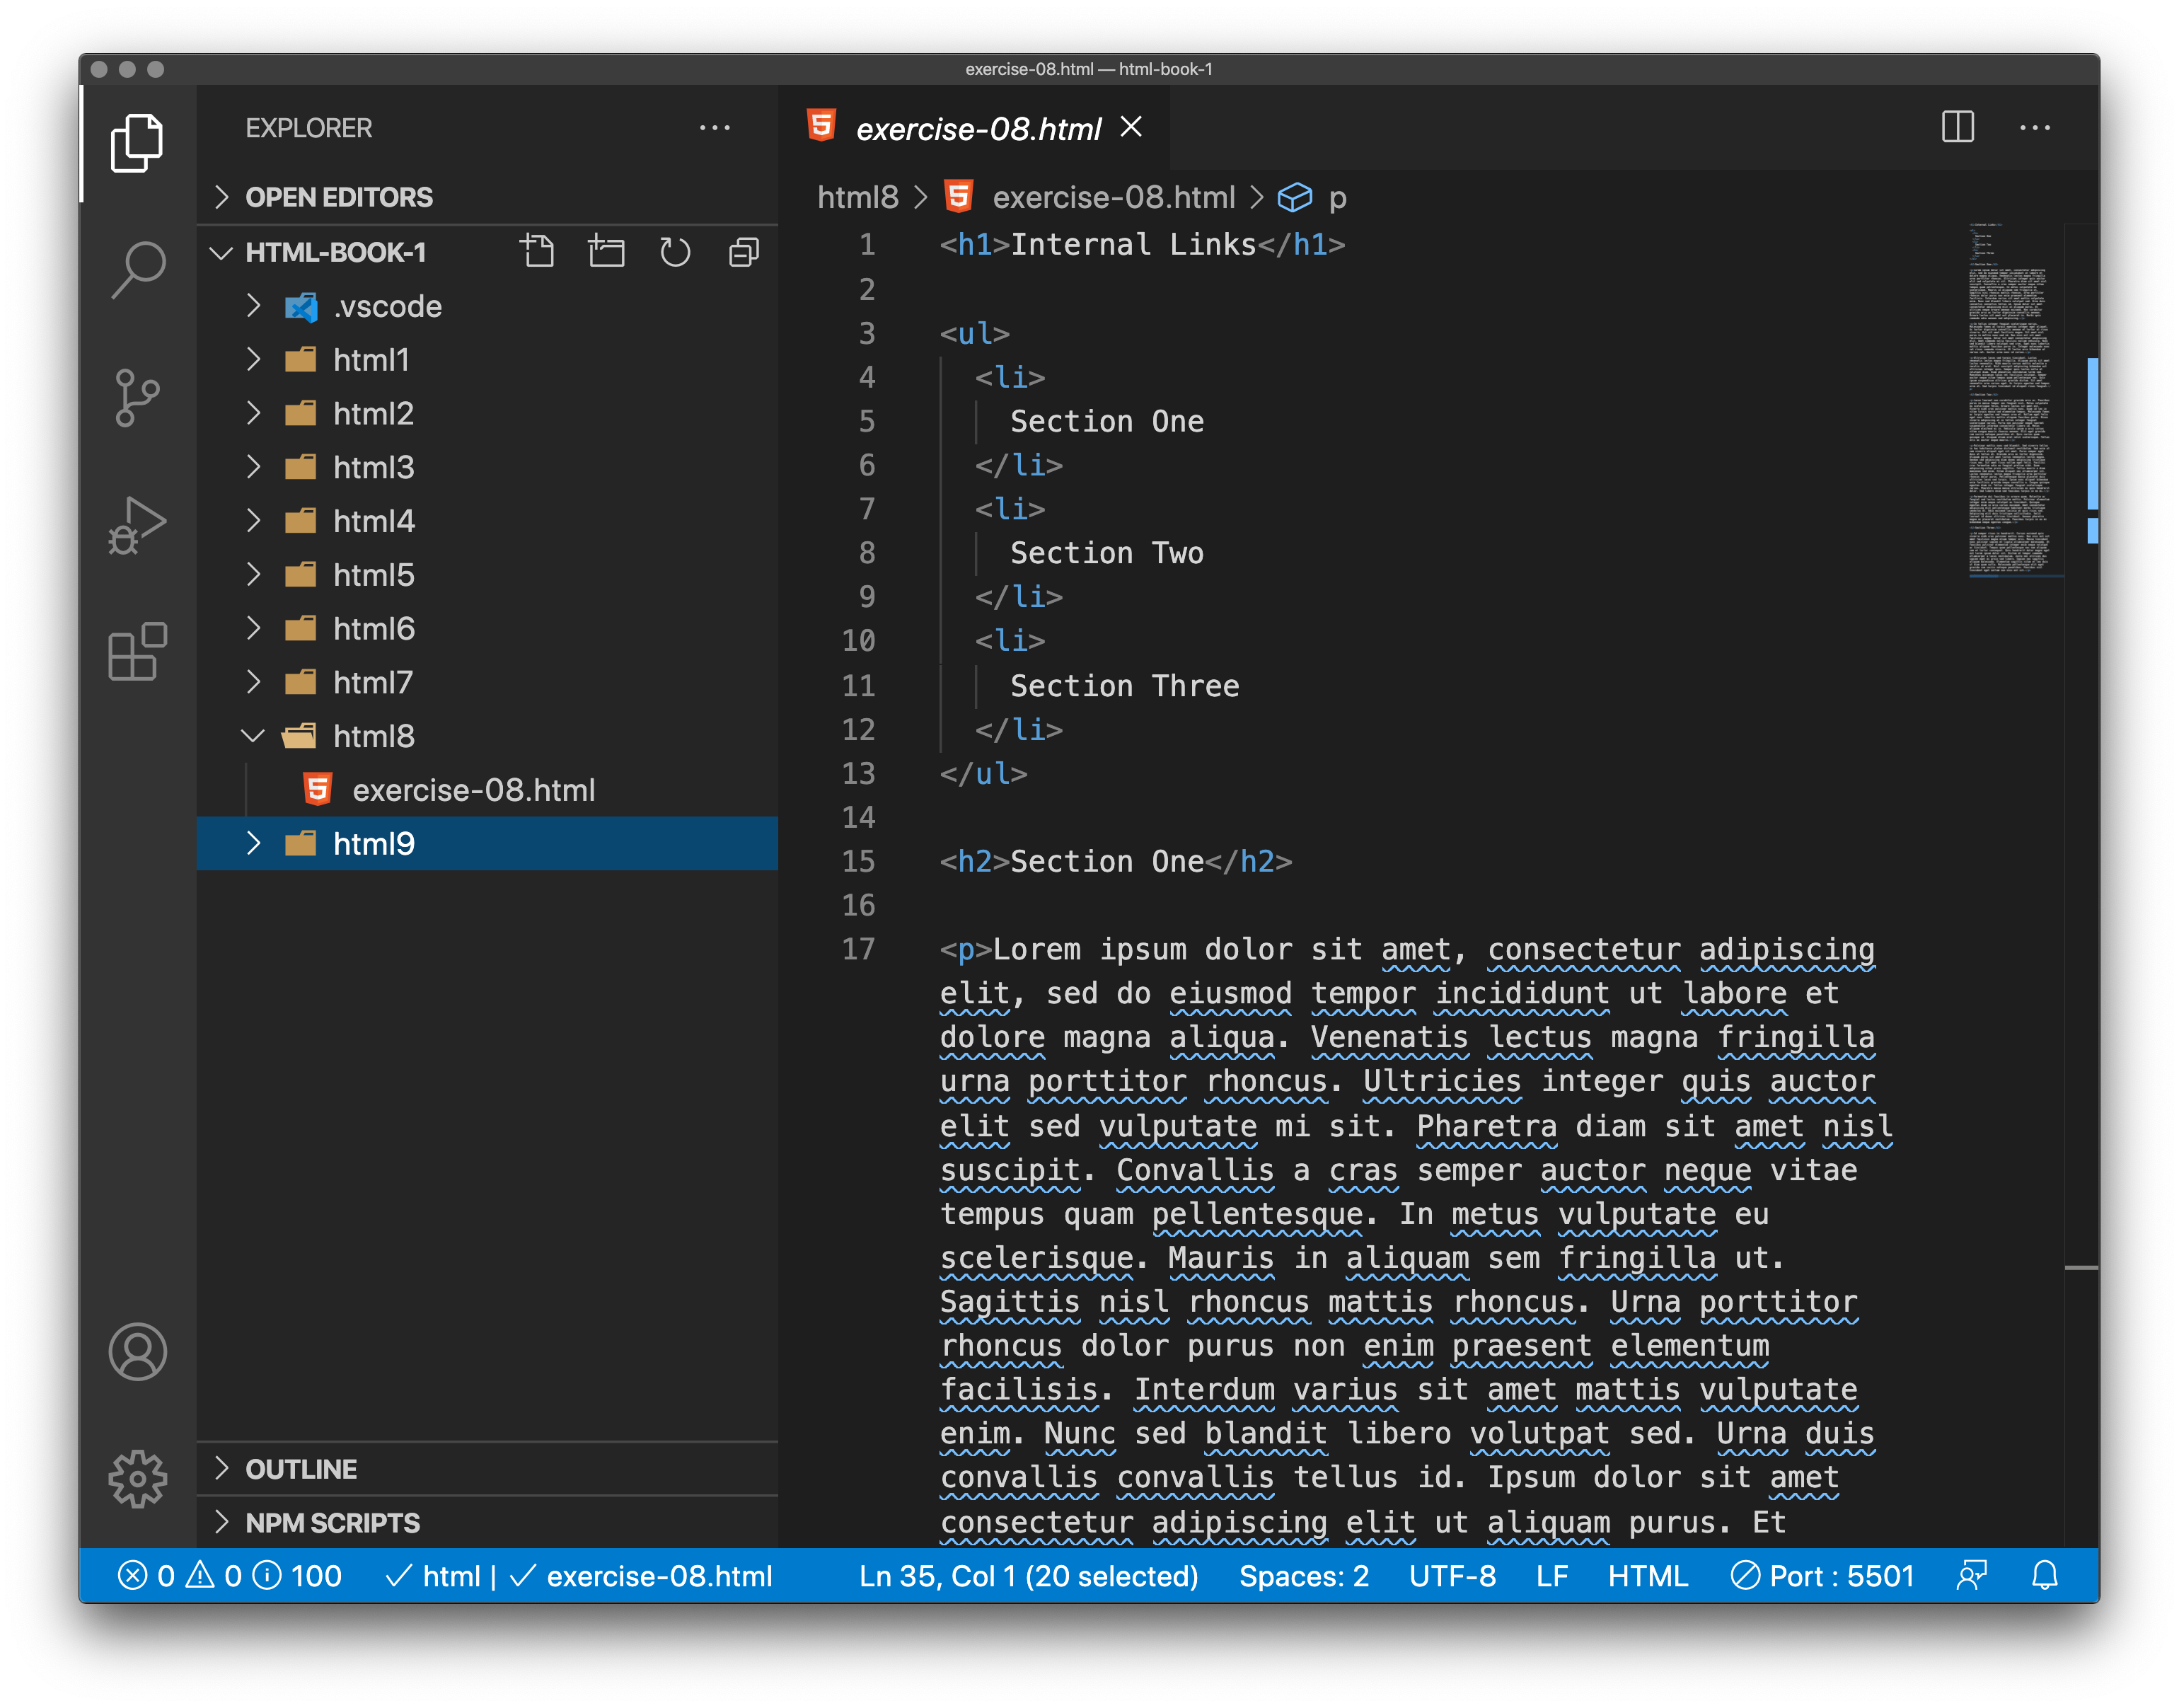 exercise-08.html — html-book-1
EXPLORER
OPEN EDITORS
HTML-BOOK-1
.vscode
html1
html2
html3
html4
html5
html6
html7
html8
exercise-08.html
html9
OUTLINE
NPM SCRIPTS
exercise-08.html
html8 > exercise-08.html > p
1 <h1>Internal Links</h1>
2
3 <ul>
4 <li>
5 Section One
6 </li>
7 <li>
8 Section Two
9 </li>
10 <li>
11 Section Three
12 </li>
13 </ul>
14
15 <h2>Section One</h2>
16
17 <p>Lorem ipsum dolor sit amet, consectetur adipiscing
elit, sed do eiusmod tempor incididunt ut labore et
dolore magna aliqua. Venenatis lectus magna fringilla
urna porttitor rhoncus. Ultricies integer quis auctor
elit sed vulputate mi sit. Pharetra diam sit amet nisl
suscipit. Convallis a cras semper auctor neque vitae
tempus quam pellentesque. In metus vulputate eu
scelerisque. Mauris in aliquam sem fringilla ut.
Sagittis nisl rhoncus mattis rhoncus. Urna porttitor
rhoncus dolor purus non enim praesent elementum
facilisis. Interdum varius sit amet mattis vulputate
enim. Nunc sed blandit libero volutpat sed. Urna duis
convallis convallis tellus id. Ipsum dolor sit amet
consectetur adipiscing elit ut aliquam purus. Et
0 0 100 html | exercise-08.html Ln 35, Col 1 (20 selected) Spaces: 2 UTF-8 LF HTML Port : 5501